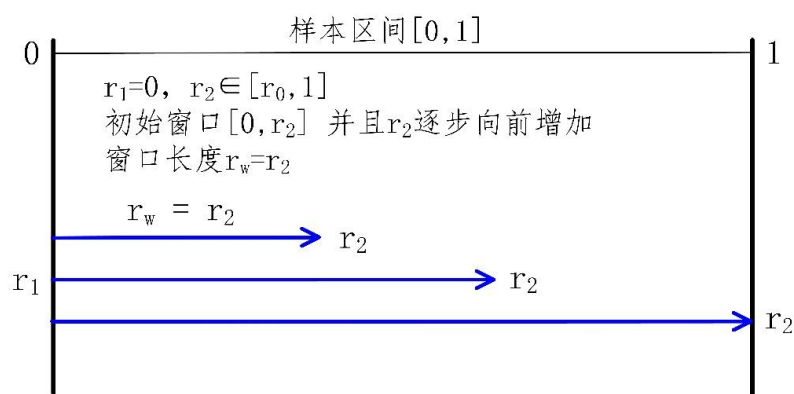 样本区间[0,1]
0
1
r₁=0, r₂∈[r₀,1]
初始窗口[0,r₂] 并且r₂逐步向前增加
窗口长度r_w=r₂
r_w = r₂
r₂
r₁
r₂
r₂